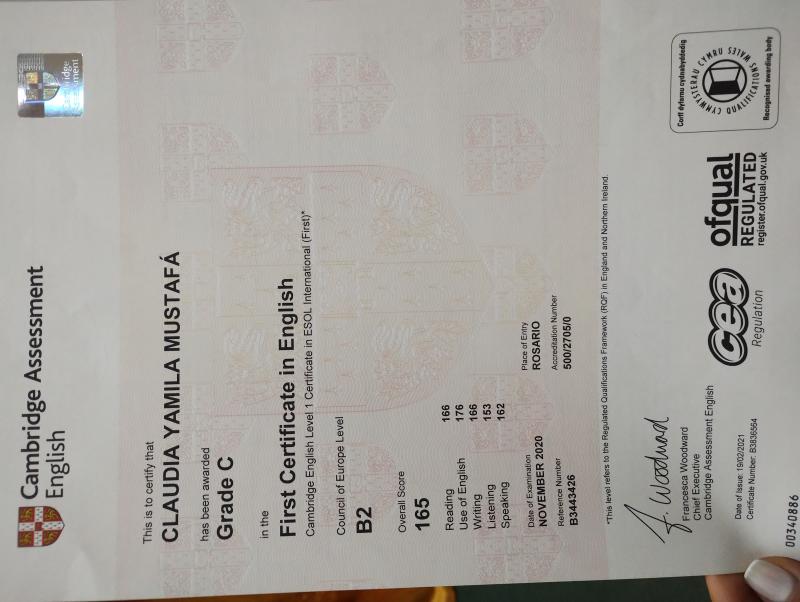 Cambridge Assessment
English
Cambridge
Assessment
This is to certify that
CLAUDIA YAMILA MUSTAFÁ
has been awarded
Grade C
in the
First Certificate in English
Cambridge English Level 1 Certificate in ESOL International (First)*
Council of Europe Level
B2
Overall Score
165
Reading 166
Use of English 176
Writing 166
Listening 153
Speaking 162
Date of Examination Place of Entry
NOVEMBER 2020 ROSARIO
Reference Number Accreditation Number
B3443426 500/2705/0
*This level refers to the Regulated Qualifications Framework (RQF) in England and Northern Ireland.
J. Woodward
Francesca Woodward
Chief Executive
Cambridge Assessment English
Date of Issue: 19/02/2021
Certificate Number: B3836564
00340886
cea
Regulation
ofqual
REGULATED
register.ofqual.gov.uk
Corff dyfarnu cydnabyddedig
CYMWYSTERAU CYMRU
QUALIFICATIONS WALES
Recognised awarding body